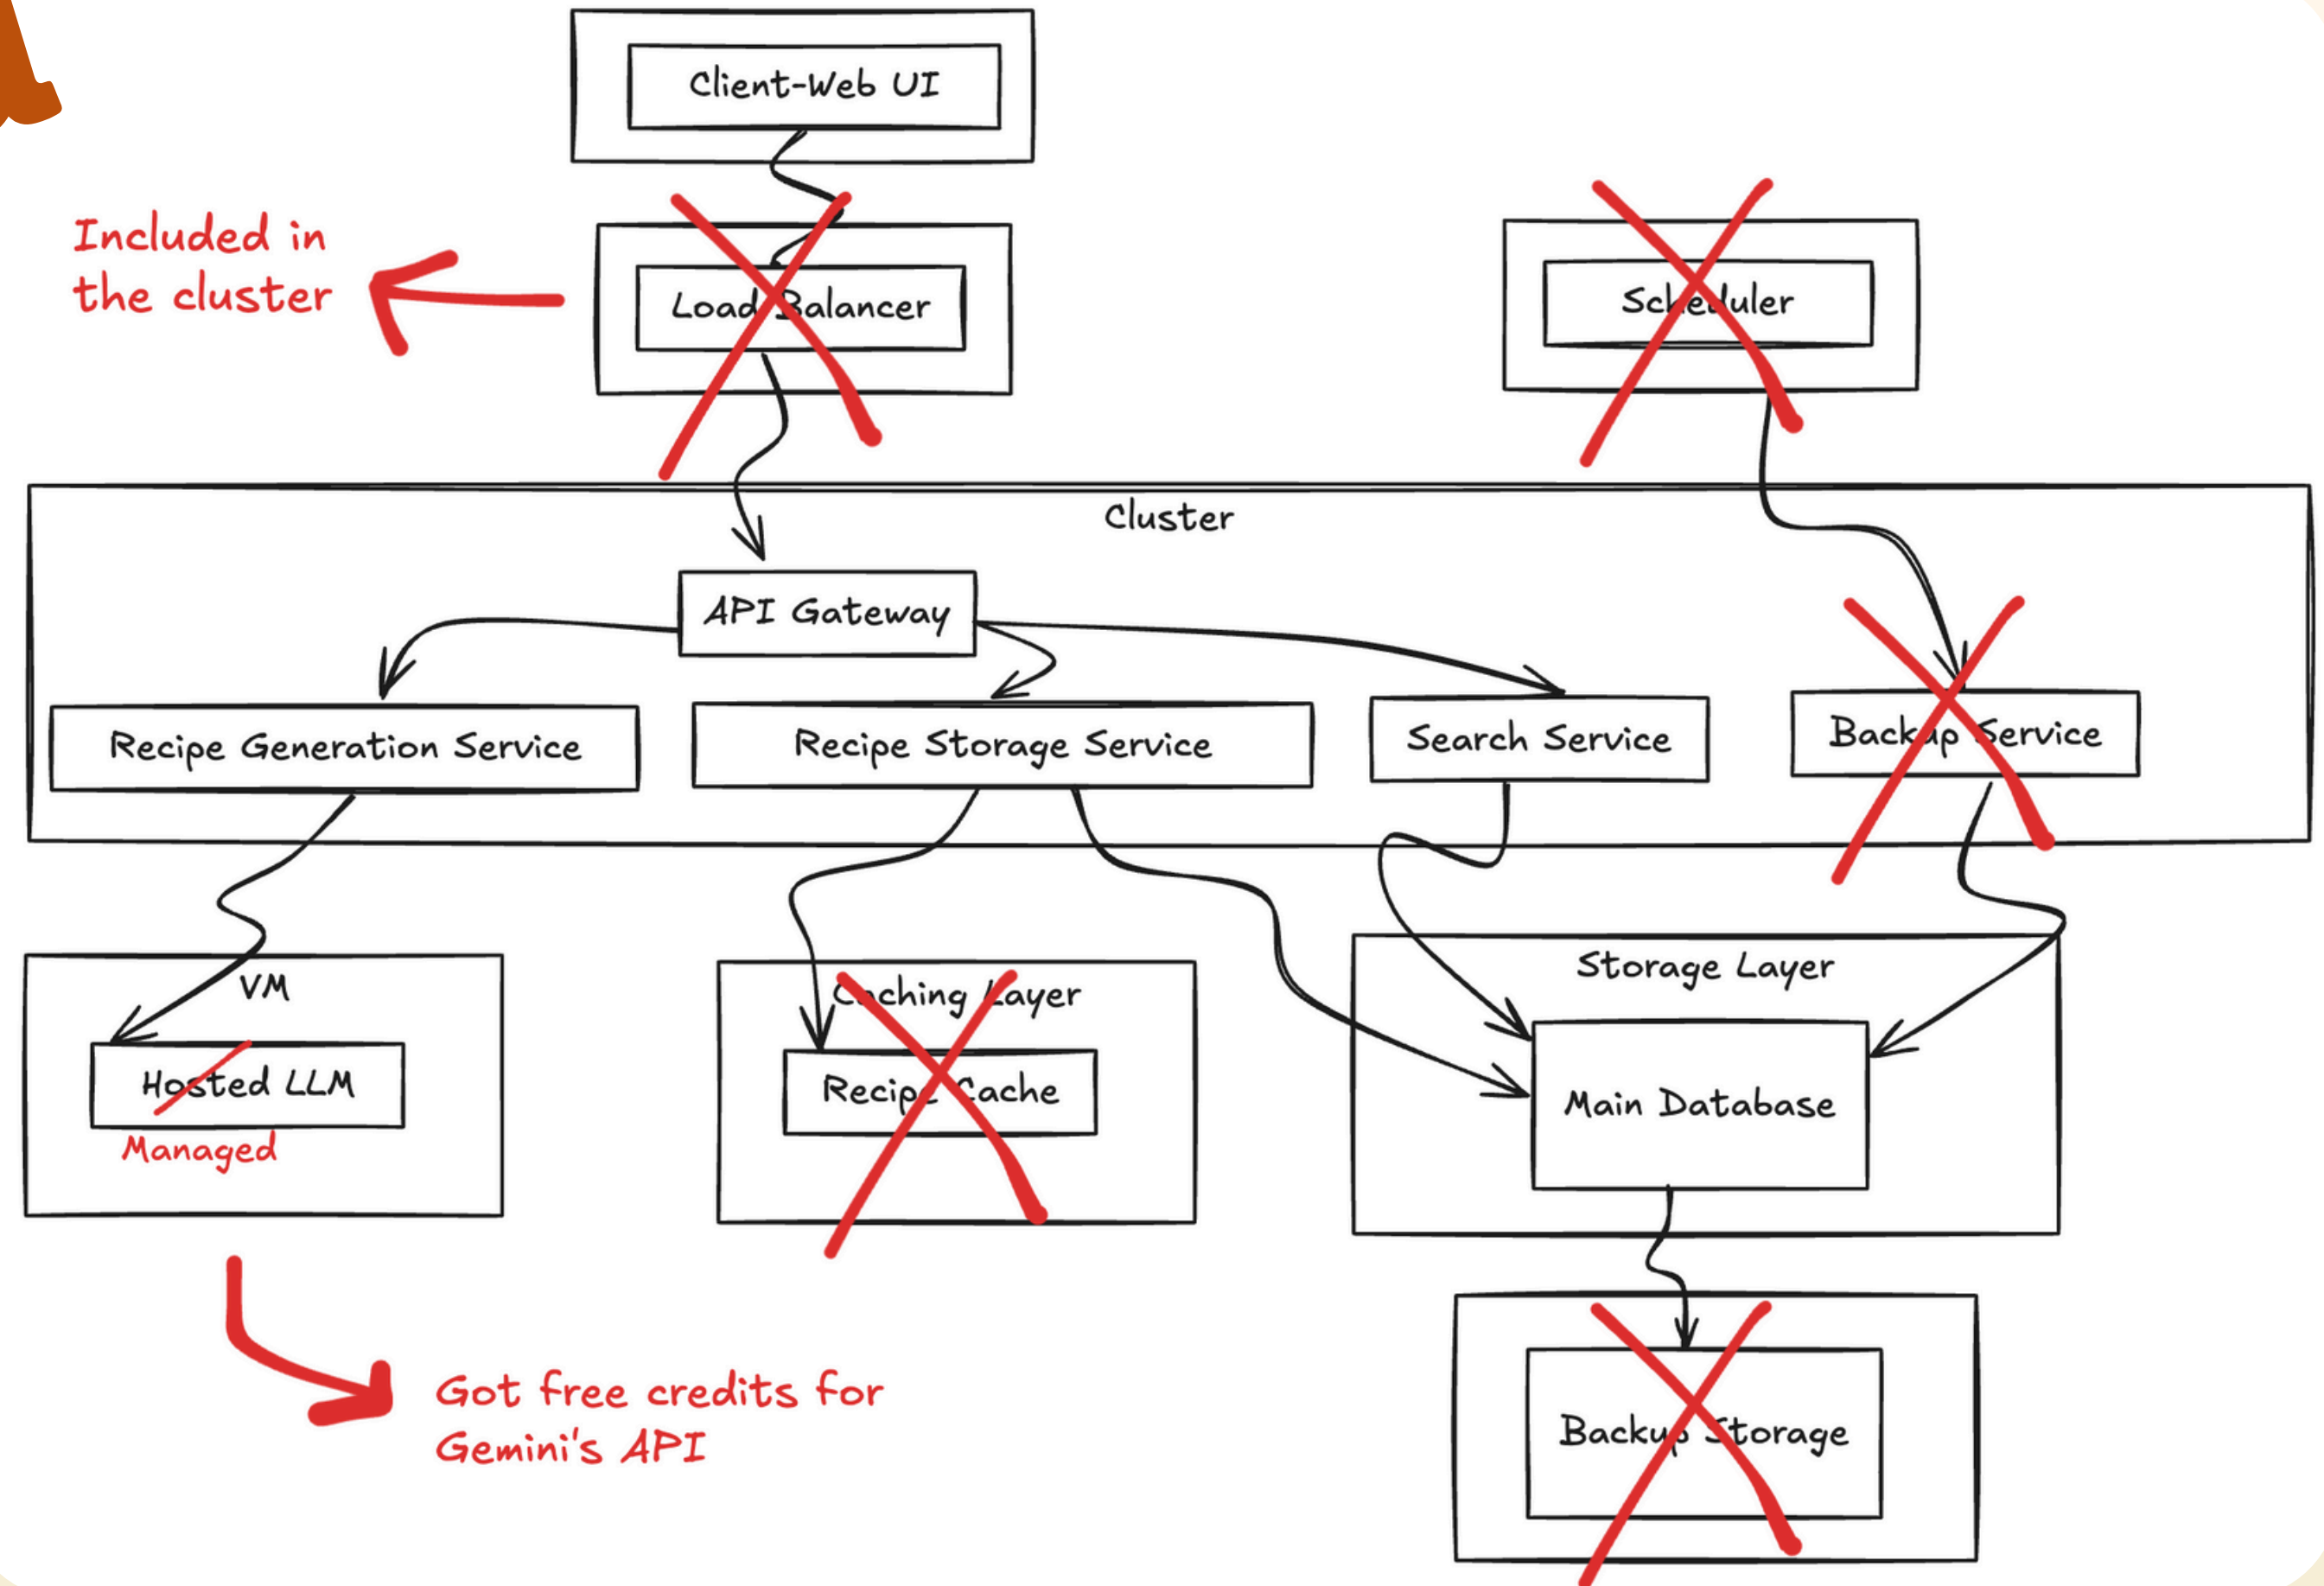 Client-Web UI
Included in
the cluster
Load Balancer
Scheduler
Cluster
API Gateway
Recipe Generation Service
Recipe Storage Service
Search Service
Backup Service
VM
Hosted LLM
Managed
Caching Layer
Recipe Cache
Storage Layer
Main Database
Got free credits for
Gemini's API
Backup Storage